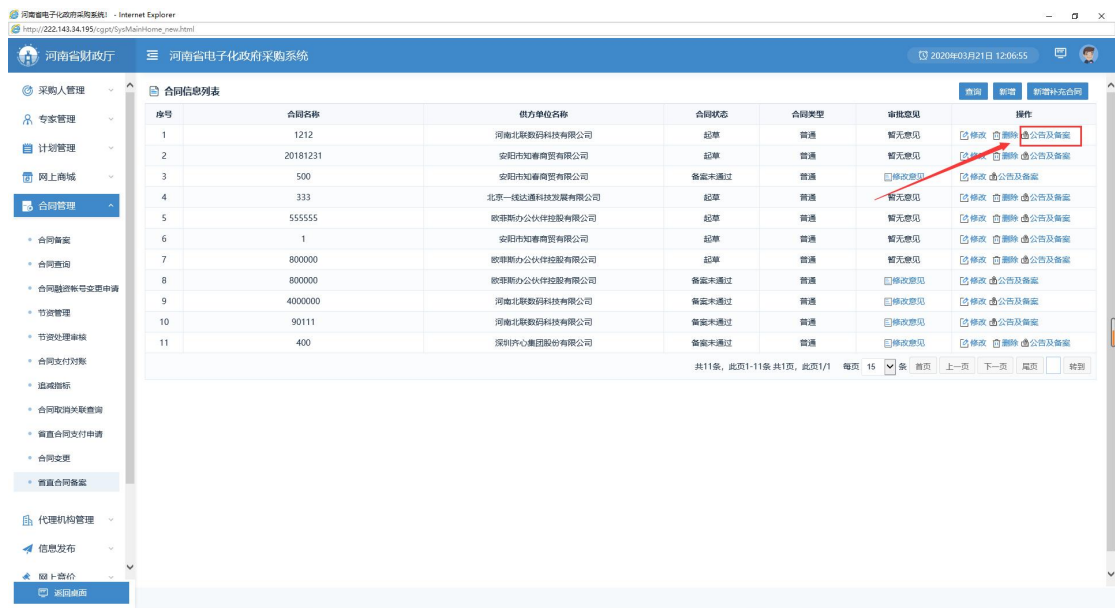 河南省电子化政府采购系统! - Internet Explorer
http://222.143.34.195/cgpt/SysMainHome_new.html
河南省财政厅 河南省电子化政府采购系统 2020年03月21日 12:06:55
采购人管理
专家管理
计划管理
网上商城
合同管理
合同备案
合同查询
合同融资帐号变更申请
节资管理
节资处理审核
合同支付对账
追减指标
合同取消关联查询
省直合同支付申请
合同变更
省直合同备案
代理机构管理
信息发布
网上竞价
返回桌面
合同信息列表 查询 新增 新增补充合同
序号 合同名称 供方单位名称 合同状态 合同类型 审批意见 操作
1 1212 河南北联数码科技有限公司 起草 普通 暂无意见 修改 删除 公告及备案
2 20181231 安阳市知春商贸有限公司 起草 普通 暂无意见 修改 删除 公告及备案
3 500 安阳市知春商贸有限公司 备案未通过 普通 修改意见 修改 公告及备案
4 333 北京一线达通科技发展有限公司 起草 普通 暂无意见 修改 删除 公告及备案
5 555555 欧菲斯办公伙伴控股有限公司 起草 普通 暂无意见 修改 删除 公告及备案
6 1 安阳市知春商贸有限公司 起草 普通 暂无意见 修改 删除 公告及备案
7 800000 欧菲斯办公伙伴控股有限公司 起草 普通 暂无意见 修改 删除 公告及备案
8 800000 欧菲斯办公伙伴控股有限公司 备案未通过 普通 修改意见 修改 公告及备案
9 4000000 河南北联数码科技有限公司 备案未通过 普通 修改意见 修改 公告及备案
10 90111 河南北联数码科技有限公司 备案未通过 普通 修改意见 修改 公告及备案
11 400 深圳齐心集团股份有限公司 备案未通过 普通 修改意见 修改 删除 公告及备案
共11条, 此页1-11条 共1页, 此页1/1 每页 15 条 首页 上一页 下一页 尾页 转到